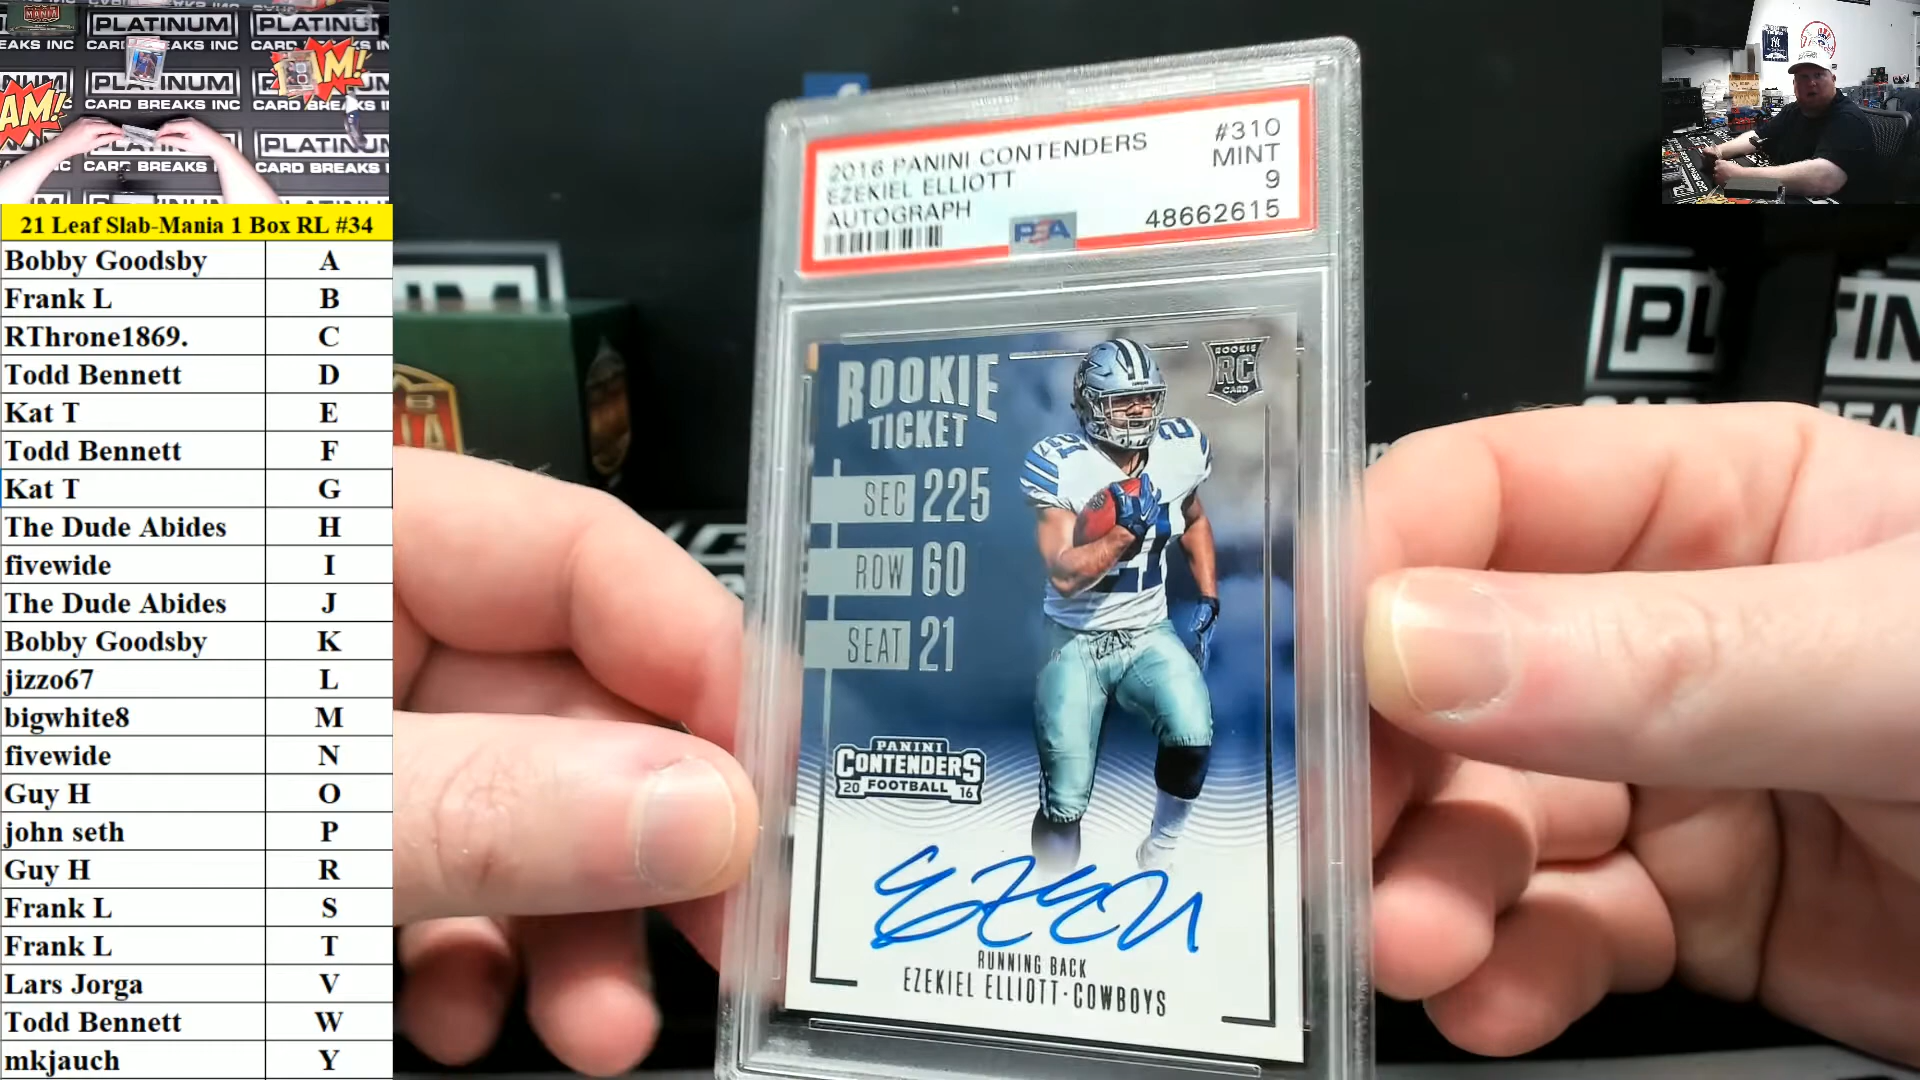 PLATINUM
CARD BREAKS INC
21 Leaf Slab-Mania 1 Box RL #34
Bobby Goodsby A
Frank L B
RThrone1869. C
Todd Bennett D
Kat T E
Todd Bennett F
Kat T G
The Dude Abides H
fivewide I
The Dude Abides J
Bobby Goodsby K
jizzo67 L
bigwhite8 M
fivewide N
Guy H O
john seth P
Guy H R
Frank L S
Frank L T
Lars Jorga V
Todd Bennett W
mkjauch Y
2016 PANINI CONTENDERS #310
EZEKIEL ELLIOTT MINT
AUTOGRAPH 9
PSA 48662615
ROOKIE
TICKET
ROOKIE
RC
CARD
SEC 225
ROW 60
SEAT 21
21
PANINI
CONTENDERS
20 FOOTBALL 16
RUNNING BACK
EZEKIEL ELLIOTT · COWBOYS